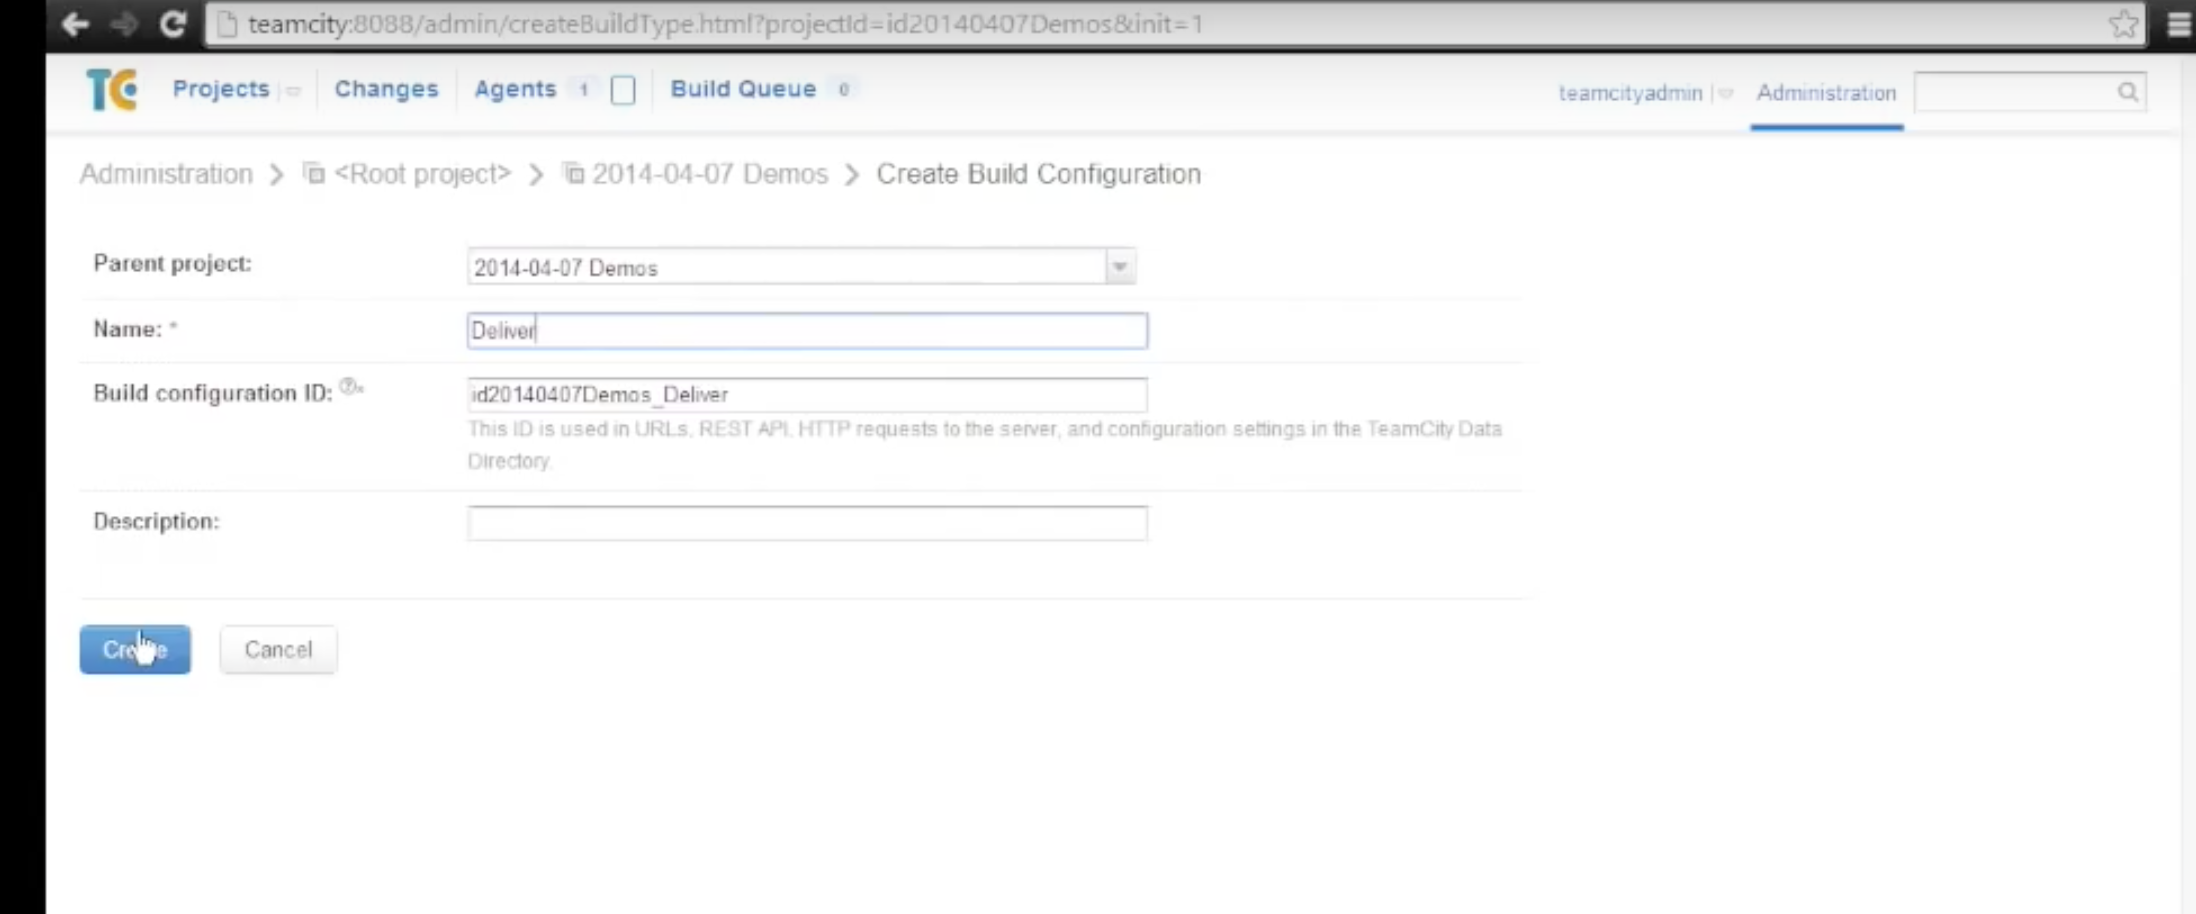 teamcity:8088/admin/createBuildType.html?projectId=id20140407Demos&init=1
TC Projects Changes Agents 1 Build Queue 0 teamcityadmin Administration
Administration > <Root project> > 2014-04-07 Demos > Create Build Configuration
Parent project: 2014-04-07 Demos
Name: * Deliver
Build configuration ID: id20140407Demos_Deliver
This ID is used in URLs, REST API, HTTP requests to the server, and configuration settings in the TeamCity Data
Directory.
Description:
Create Cancel